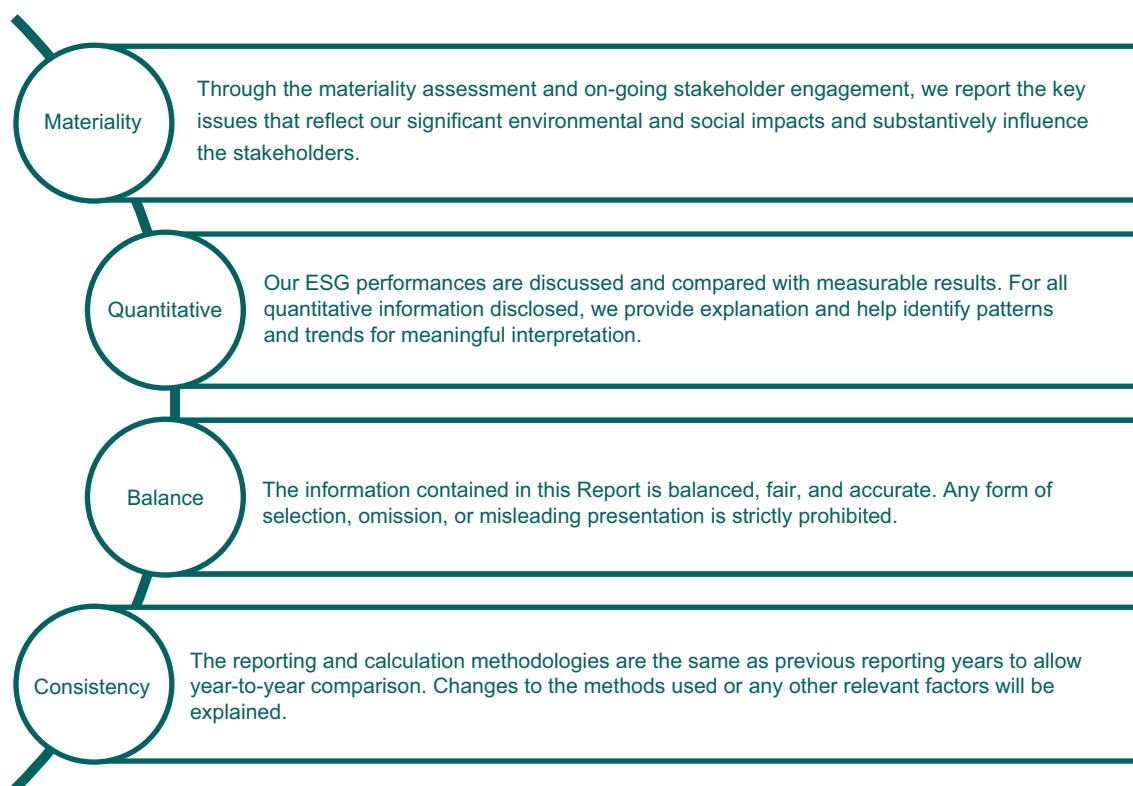 Materiality
Through the materiality assessment and on-going stakeholder engagement, we report the key
issues that reflect our significant environmental and social impacts and substantively influence
the stakeholders.
Quantitative
Our ESG performances are discussed and compared with measurable results. For all
quantitative information disclosed, we provide explanation and help identify patterns
and trends for meaningful interpretation.
Balance
The information contained in this Report is balanced, fair, and accurate. Any form of
selection, omission, or misleading presentation is strictly prohibited.
Consistency
The reporting and calculation methodologies are the same as previous reporting years to allow
year-to-year comparison. Changes to the methods used or any other relevant factors will be
explained.